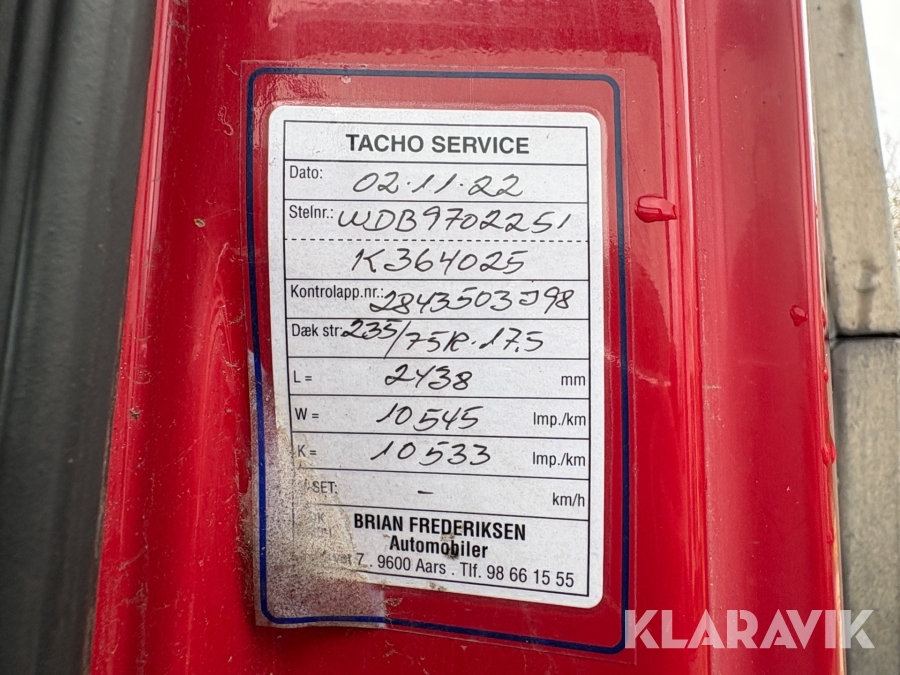 TACHO SERVICE
Dato: 02.11.22
Stelnr.: WDB9702251
K364025
Kontrolapp.nr.: 2843503J98
Dæk str: 235/75R.17.5
L = 2438 mm
W = 10545 Imp./km
K = 10533 Imp./km
SET: - km/h
BRIAN FREDERIKSEN
Automobiler
7 . 9600 Aars . Tlf. 98 66 15 55
KLARAVIK